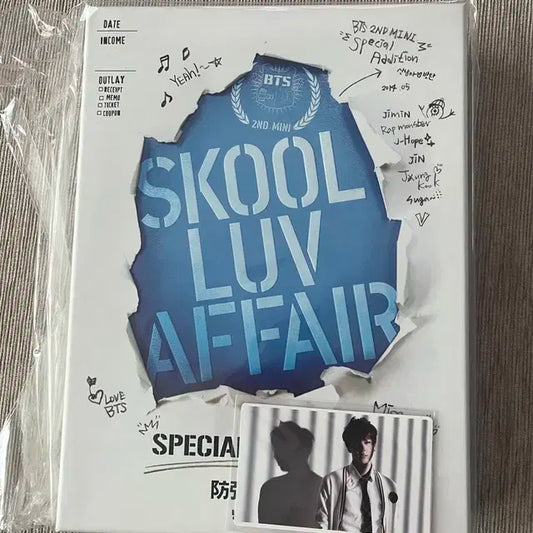 DATE
INCOME
OUTLAY
RECEIPT
MEMO
TICKET
COUPON
YEAH!~
BTS
2ND MINI
SKOOL
LUV
AFFAIR
BTS 2ND MINI
Special
Addition
2014. 05
Jimin
Rap monster
J-Hope
JIN
Jung
Kook
Suga
LOVE
BTS
SPECIAL
防弾